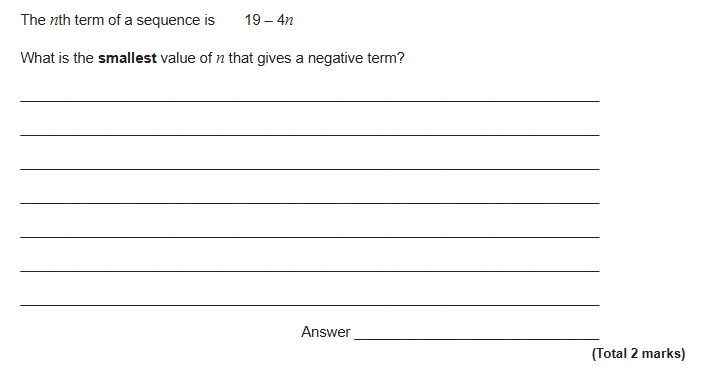 The nth term of a sequence is 19 – 4n
What is the smallest value of n that gives a negative term?
Answer
(Total 2 marks)